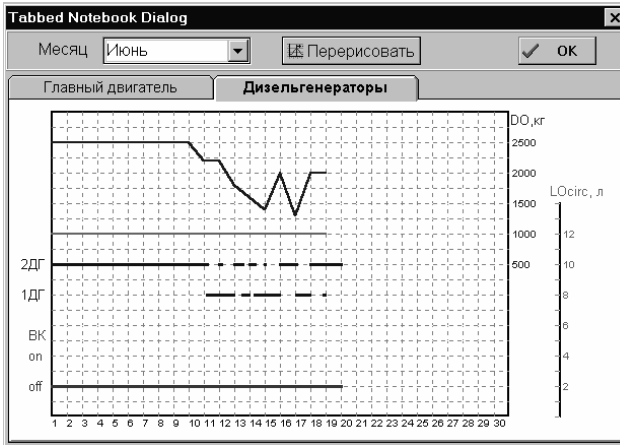 Tabbed Notebook Dialog
Месяц Июнь Перерисовать OK
Главный двигатель Дизельгенераторы
DO,кг
2500
2000
LOcirc, л
1500
1000 12
2ДГ 500 10
1ДГ 8
6
ВК
on 4
off 2
1 2 3 4 5 6 7 8 9 10 11 12 13 14 15 16 17 18 19 20 21 22 23 24 25 26 27 28 29 30